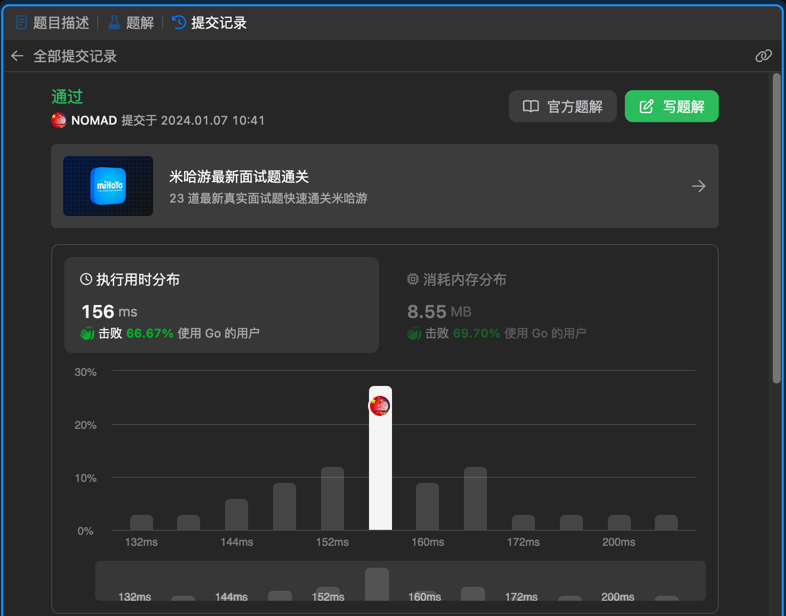 题目描述 题解 提交记录
全部提交记录
通过
NOMAD 提交于 2024.01.07 10:41
官方题解 写题解
miHoYo
米哈游最新面试题通关
23 道最新真实面试题快速通关米哈游
执行用时分布
156 ms
击败 66.67% 使用 Go 的用户
消耗内存分布
8.55 MB
击败 69.70% 使用 Go 的用户
30%
20%
10%
0%
132ms 144ms 152ms 160ms 172ms 200ms
132ms 144ms 152ms 160ms 172ms 200ms